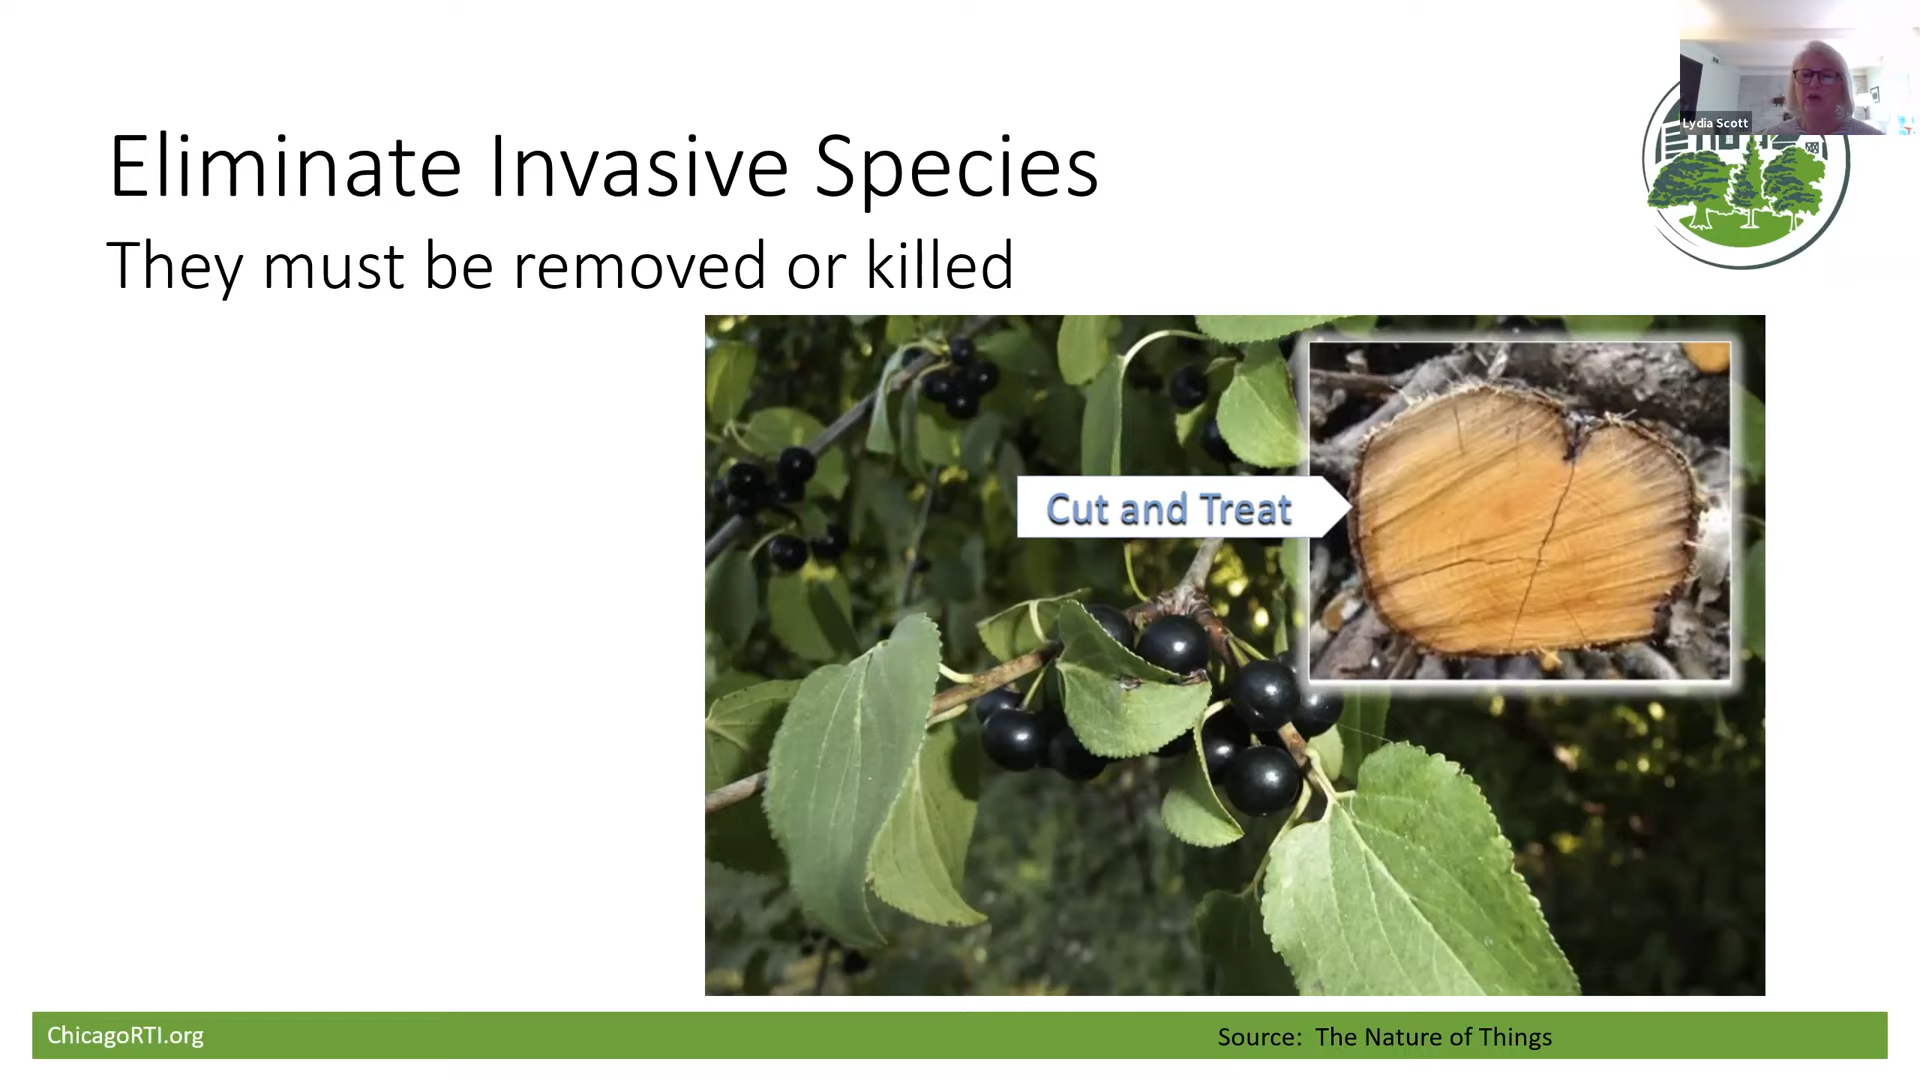 Lydia Scott
Eliminate Invasive Species
They must be removed or killed
Cut and Treat
ChicagoRTI.org
Source: The Nature of Things